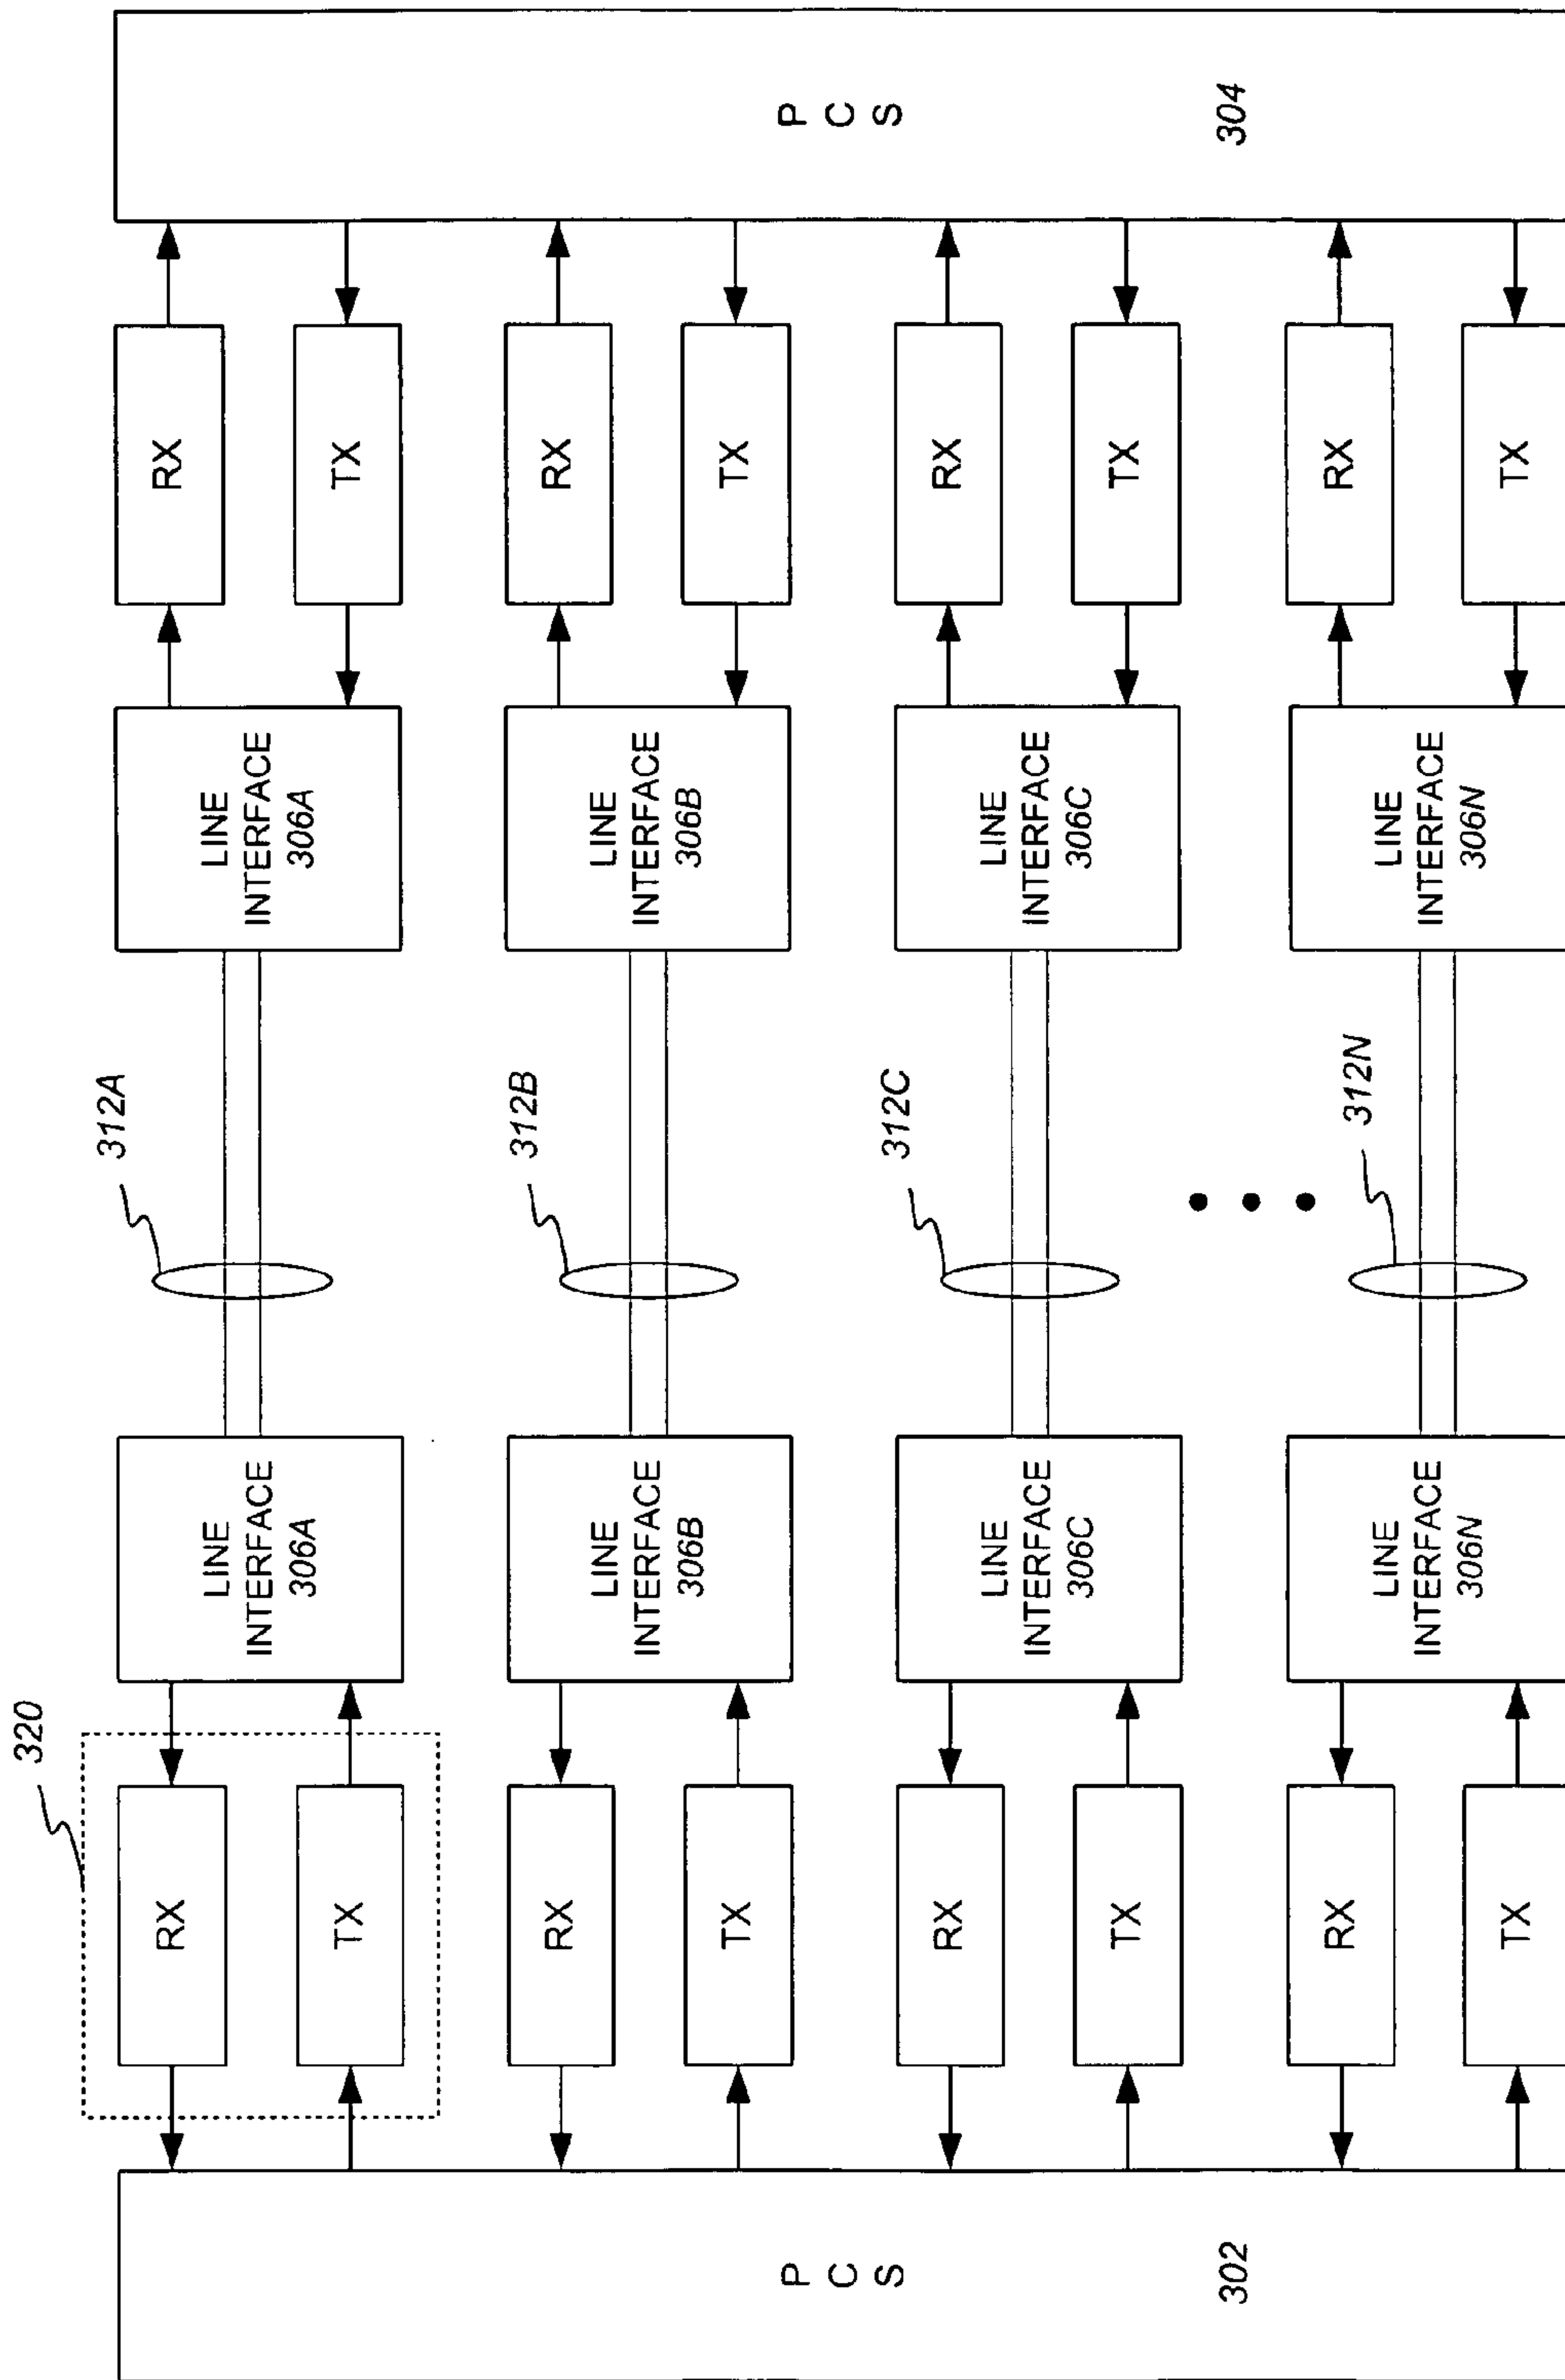 320
312A
RX
LINE
INTERFACE
306A
LINE
INTERFACE
306A
RX
TX
TX
312B
RX
LINE
INTERFACE
306B
LINE
INTERFACE
306B
RX
TX
TX
P
C
S
P
C
S
312C
RX
LINE
INTERFACE
306C
LINE
INTERFACE
306C
RX
TX
TX
302
304
312N
RX
LINE
INTERFACE
306N
LINE
INTERFACE
306N
RX
TX
TX